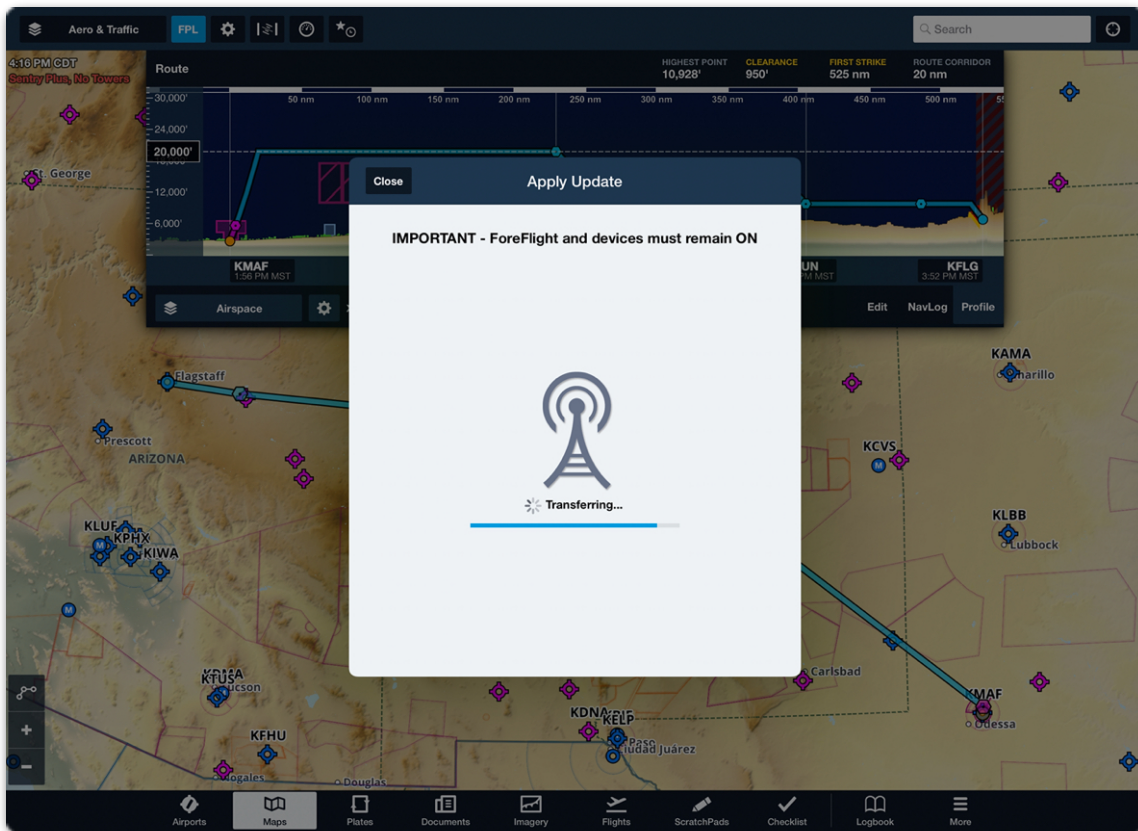 Aero & Traffic
FPL
Search
4:16 PM CDT
Sentry Plus, No Towers
Route
HIGHEST POINT
10,928'
CLEARANCE
950'
FIRST STRIKE
525 nm
ROUTE CORRIDOR
20 nm
30,000'
50 nm
100 nm
150 nm
200 nm
250 nm
300 nm
350 nm
400 nm
450 nm
500 nm
24,000'
20,000'
12,000'
6,000'
St. George
Close
Apply Update
IMPORTANT - ForeFlight and devices must remain ON
KMAF
1:56 PM MST
KFLG
3:52 PM MST
Airspace
Edit
NavLog
Profile
Flagstaff
KAMA
Amarillo
Prescott
ARIZONA
KCVS
M
Transferring...
KLUF
KPHX
M
KIWA
KLBB
Lubbock
M
Carlsbad
KDMA
KTUS
Tucson
KMAF
Odessa
KDNA
KELP
El Paso
Ciudad Juárez
KFHU
Nogales
Douglas
Airports
Maps
Plates
Documents
Imagery
Flights
ScratchPads
Checklist
Logbook
More